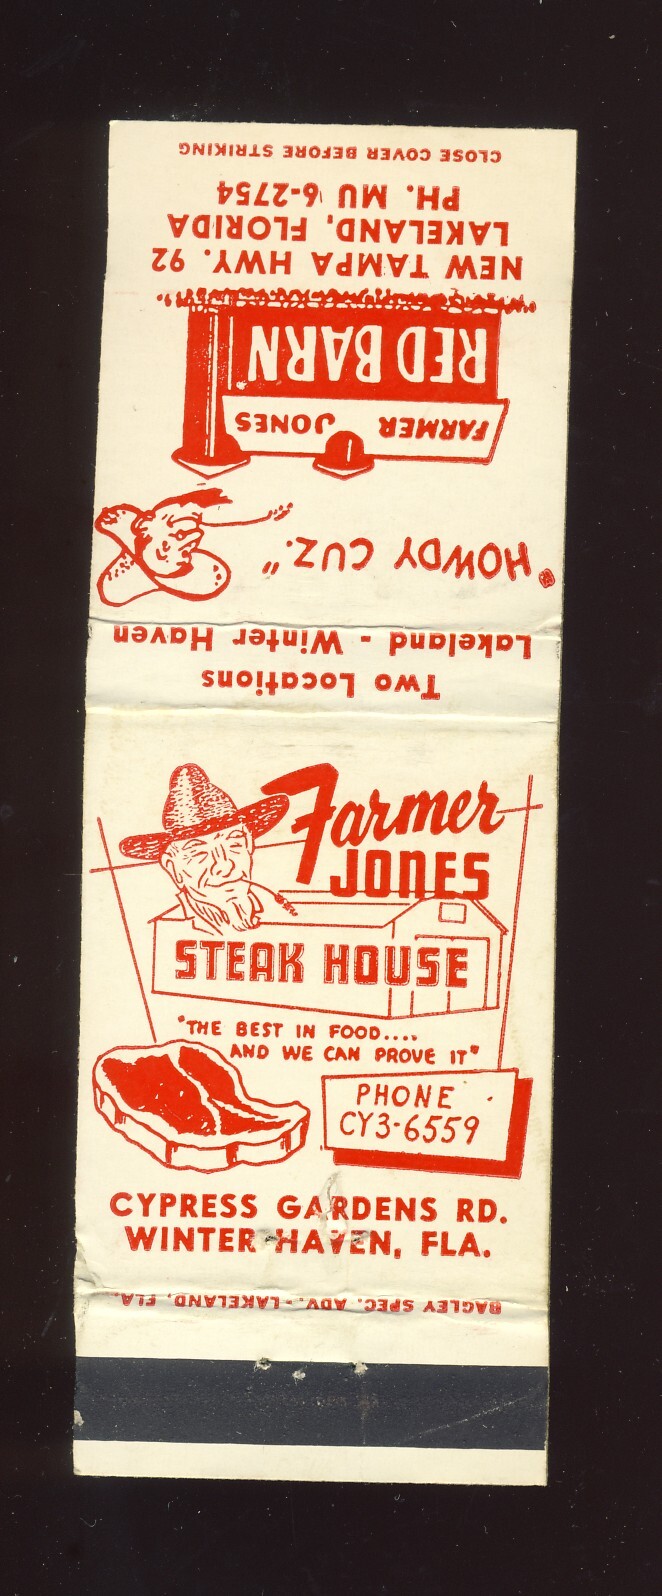 CLOSE COVER BEFORE STRIKING
PH. MU 6-2754
LAKELAND, FLORIDA
NEW TAMPA HWY. 92
RED BARN
FARMER JONES
"HOWDY CUZ."
Lakeland - Winter Haven
Two Locations
Farmer
JONES
STEAK HOUSE
"THE BEST IN FOOD....
AND WE CAN PROVE IT"
PHONE
CY3-6559
CYPRESS GARDENS RD.
WINTER HAVEN, FLA.
BAGLEY SPEC. ADV. - LAKELAND, FLA.